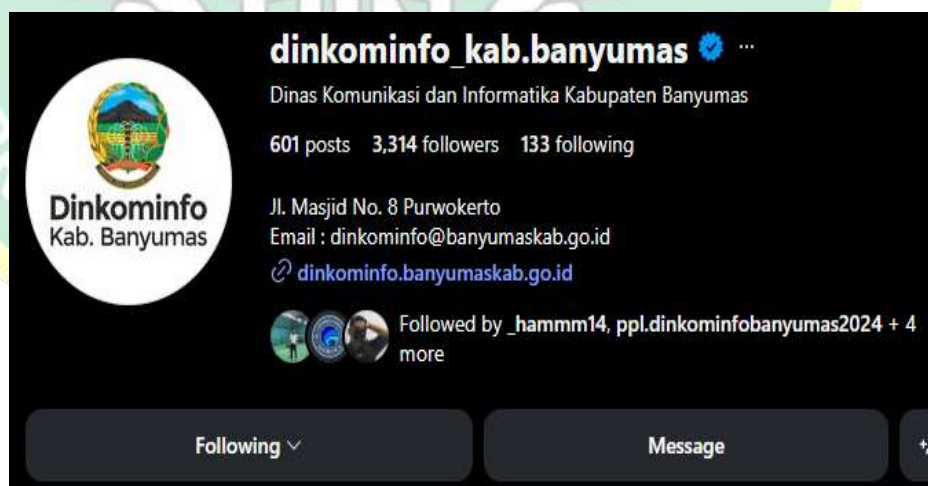 dinkominfo_kab.banyumas
Dinas Komunikasi dan Informatika Kabupaten Banyumas
601 posts 3,314 followers 133 following
Dinkominfo
Kab. Banyumas
Jl. Masjid No. 8 Purwokerto
Email : dinkominfo@banyumaskab.go.id
dinkominfo.banyumaskab.go.id
Followed by _hammm14, ppl.dinkominfobanyumas2024 + 4
more
Following
Message